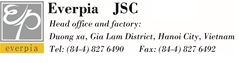 Everpia JSC
Head office and factory:
Duong xa, Gia Lam District, Hanoi City, Vietnam
Tel: (84-4) 827 6490 Fax: (84-4) 827 6492
everpia